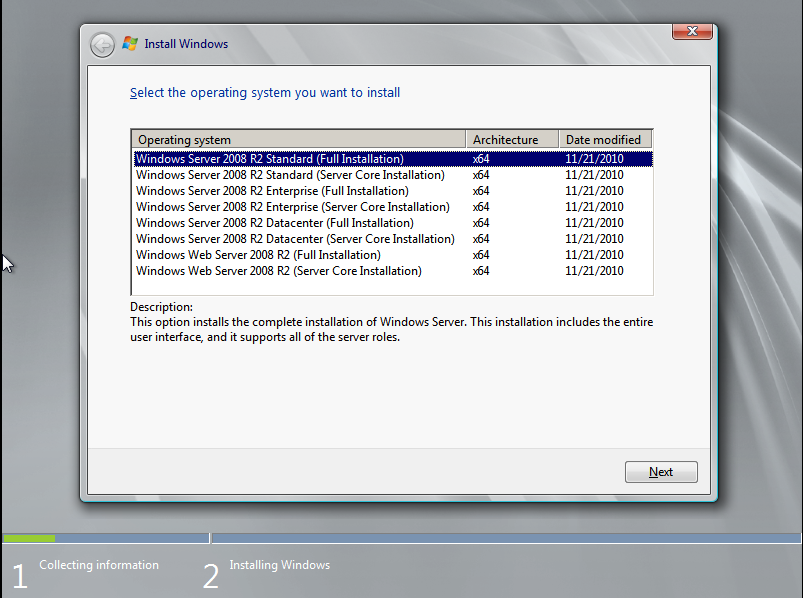 Install Windows
Select the operating system you want to install
Operating system Architecture Date modified
Windows Server 2008 R2 Standard (Full Installation) x64 11/21/2010
Windows Server 2008 R2 Standard (Server Core Installation) x64 11/21/2010
Windows Server 2008 R2 Enterprise (Full Installation) x64 11/21/2010
Windows Server 2008 R2 Enterprise (Server Core Installation) x64 11/21/2010
Windows Server 2008 R2 Datacenter (Full Installation) x64 11/21/2010
Windows Server 2008 R2 Datacenter (Server Core Installation) x64 11/21/2010
Windows Web Server 2008 R2 (Full Installation) x64 11/21/2010
Windows Web Server 2008 R2 (Server Core Installation) x64 11/21/2010
Description:
This option installs the complete installation of Windows Server. This installation includes the entire
user interface, and it supports all of the server roles.
Next
1 Collecting information 2 Installing Windows